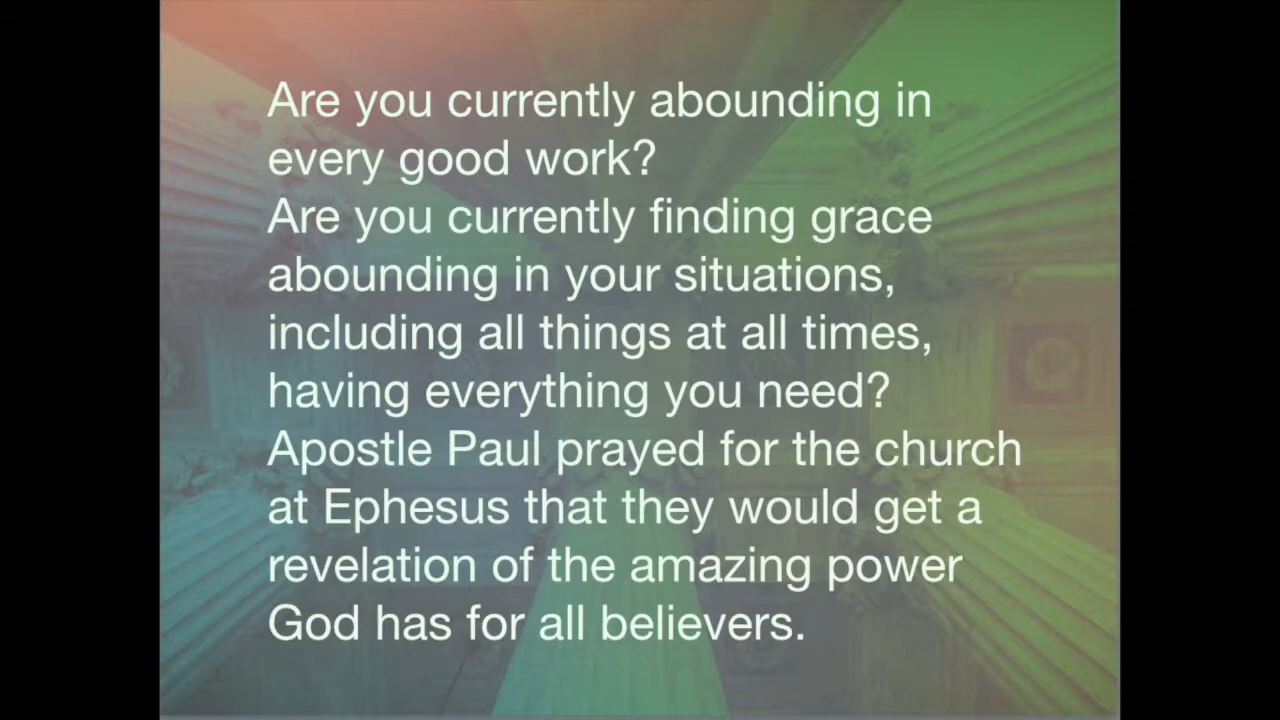 Are you currently abounding in
every good work?
Are you currently finding grace
abounding in your situations,
including all things at all times,
having everything you need?
Apostle Paul prayed for the church
at Ephesus that they would get a
revelation of the amazing power
God has for all believers.